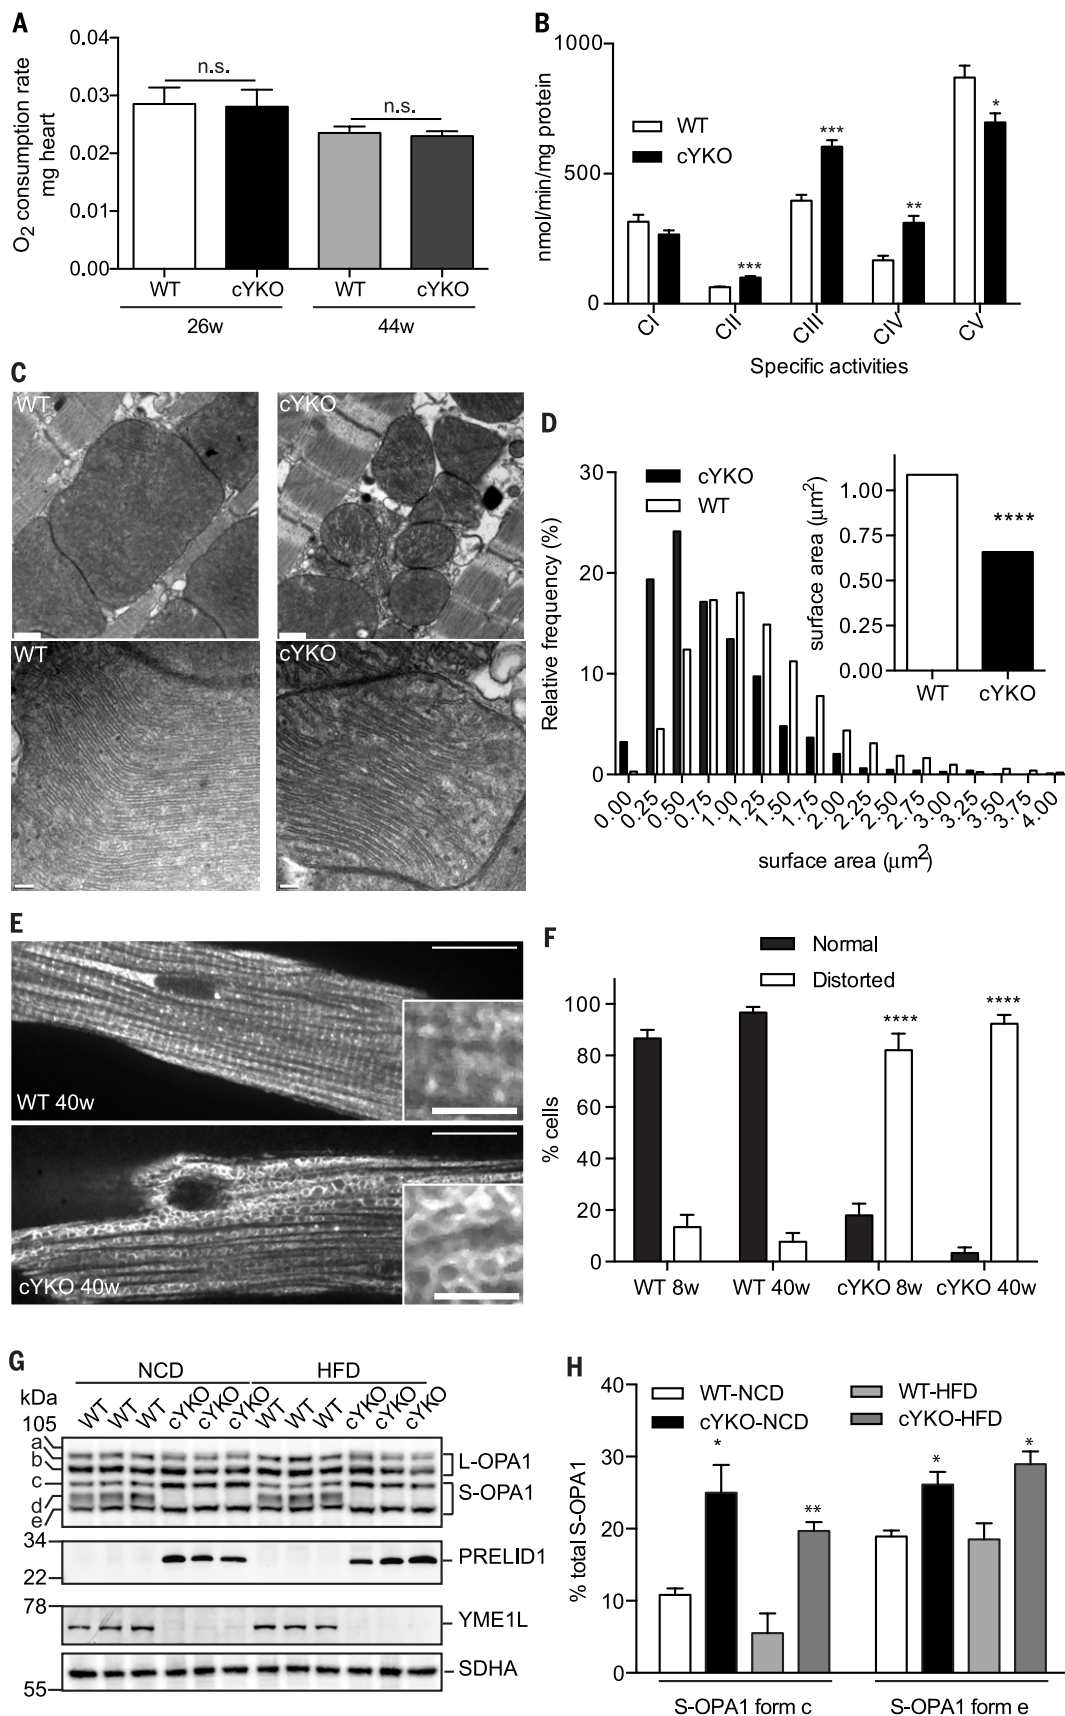 A
O2 consumption rate
mg heart
0.04
0.03
0.02
0.01
0.00
n.s.
n.s.
WT
cYKO
WT
cYKO
26w
44w
B
nmol/min/mg protein
1000
500
0
WT
cYKO
***
***
**
*
CI
CII
CIII
CIV
CV
Specific activities
C
WT
cYKO
WT
cYKO
D
Relative frequency (%)
30
20
10
0
cYKO
WT
surface area (μm2)
1.00
0.75
0.50
0.25
0.00
****
WT
cYKO
0.00
0.25
0.50
0.75
1.00
1.25
1.50
1.75
2.00
2.25
2.50
2.75
3.00
3.25
3.50
3.75
4.00
surface area (μm2)
E
WT 40w
cYKO 40w
F
Normal
Distorted
% cells
100
80
60
40
20
0
****
****
WT 8w
WT 40w
cYKO 8w
cYKO 40w
G
NCD
HFD
kDa
WT WT WT cYKO cYKO cYKO WT WT WT cYKO cYKO cYKO
105
a
b
c
d
e
L-OPA1
S-OPA1
34
22
PRELID1
78
YME1L
SDHA
55
H
% total S-OPA1
40
30
20
10
0
WT-NCD
cYKO-NCD
WT-HFD
cYKO-HFD
*
**
*
*
S-OPA1 form c
S-OPA1 form e